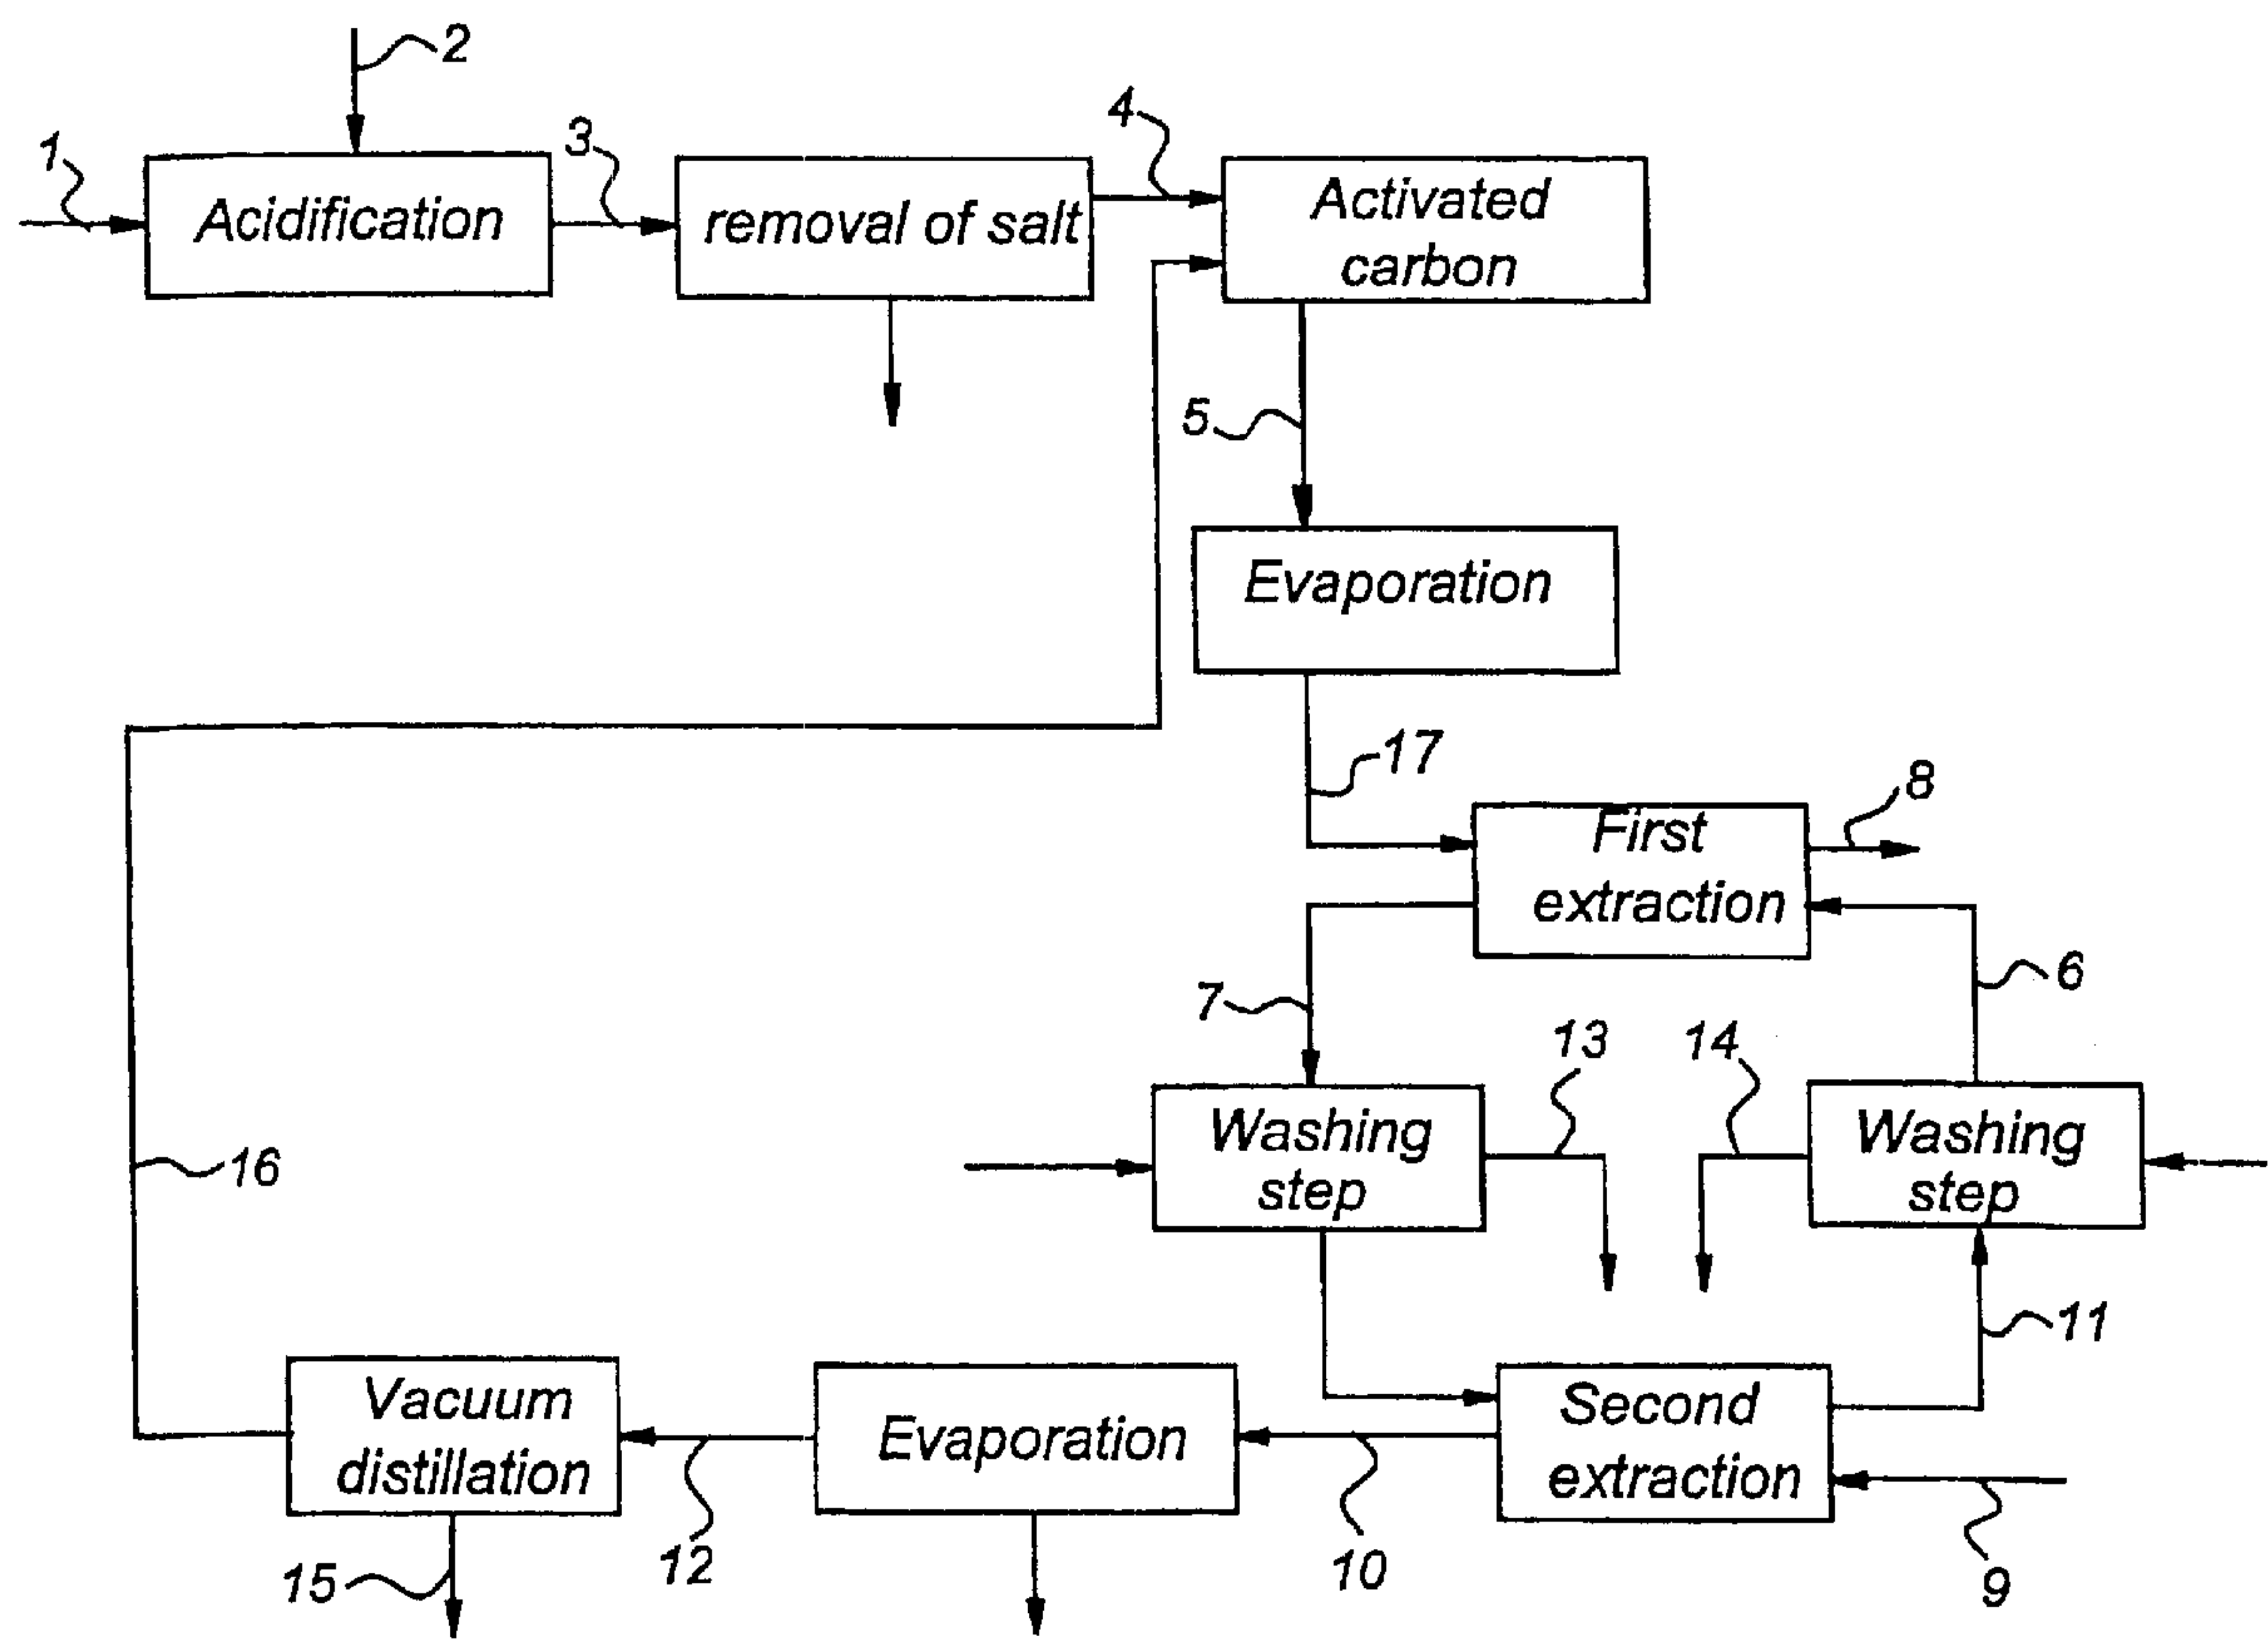 2
1
Acidification
3
removal of salt
4
Activated
carbon
5
Evaporation
17
First
extraction
8
6
7
13
14
Washing
step
Washing
step
16
11
Vacuum
distillation
Evaporation
Second
extraction
15
12
10
9